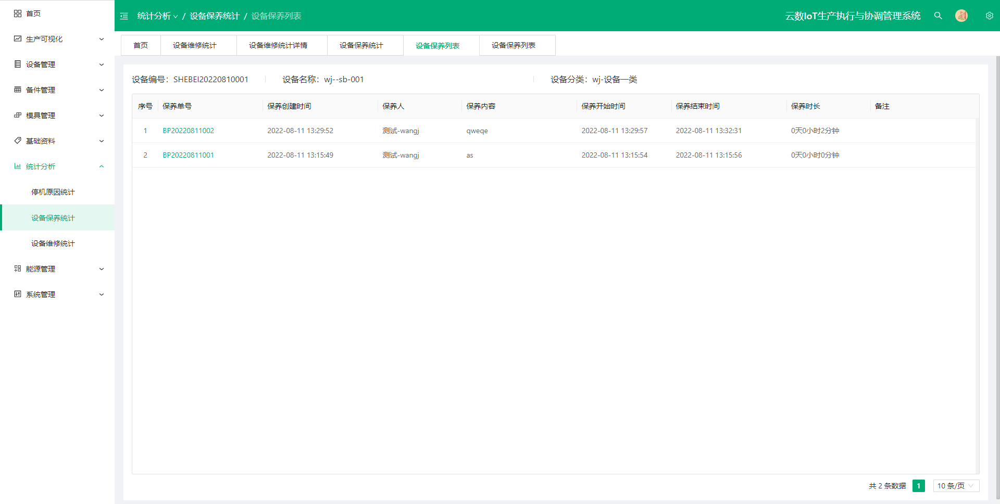 首页
生产可视化
设备管理
备件管理
模具管理
基础资料
统计分析
停机原因统计
设备保养统计
设备维修统计
能源管理
系统管理
统计分析 / 设备保养统计 / 设备保养列表
云数IoT生产执行与协调管理系统
首页 设备维修统计 设备维修统计详情 设备保养统计 设备保养列表 设备保养列表
设备编号：SHEBEI20220810001 设备名称：wj--sb-001 设备分类：wj-设备一类
序号 保养单号 保养创建时间 保养人 保养内容 保养开始时间 保养结束时间 保养时长 备注
1 BP20220811002 2022-08-11 13:29:52 测试-wangj qweqe 2022-08-11 13:29:57 2022-08-11 13:32:31 0天0小时2分钟
2 BP20220811001 2022-08-11 13:15:49 测试-wangj as 2022-08-11 13:15:54 2022-08-11 13:15:56 0天0小时0分钟
共 2 条数据 1 10 条/页